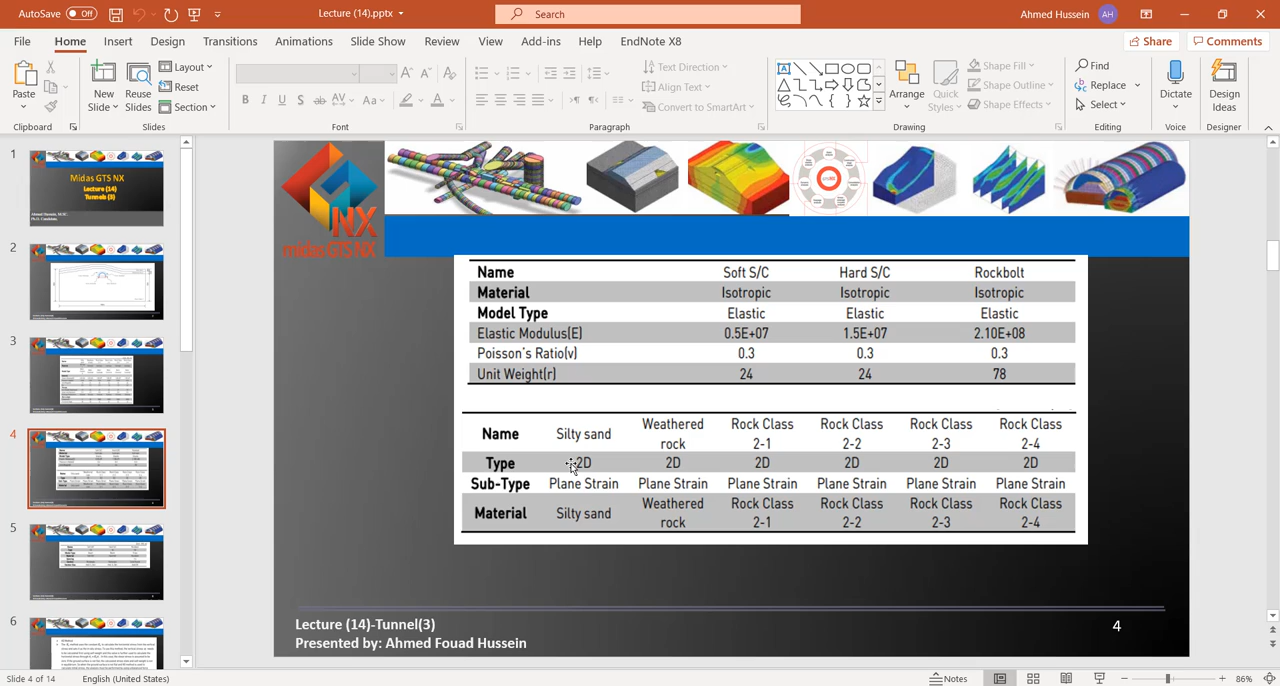 AutoSave Off
Lecture (14).pptx
Search
Ahmed Hussein AH
File Home Insert Draw Design Transitions Animations Slide Show Review View Add-ins Help EndNote X8
Share Comments
Paste
New Slide
Reuse Slides
Layout
Reset
Section
Text Direction
Align Text
Convert to SmartArt
Arrange
Quick Styles
Shape Fill
Shape Outline
Shape Effects
Find
Replace
Select
Dictate
Design Ideas
Clipboard Slides Font Paragraph Drawing Editing Voice Designer
1
Midas GTS NX
Lecture (14)
Tunnels (3)
2
3
4
5
6
NX
midas GTS NX
Name Soft S/C Hard S/C Rockbolt
Material Isotropic Isotropic Isotropic
Model Type Elastic Elastic Elastic
Elastic Modulus(E) 0.5E+07 1.5E+07 2.10E+08
Poisson's Ratio(v) 0.3 0.3 0.3
Unit Weight(r) 24 24 78
Name Silty sand Weathered rock Rock Class 2-1 Rock Class 2-2 Rock Class 2-3 Rock Class 2-4
Type 2D 2D 2D 2D 2D 2D
Sub-Type Plane Strain Plane Strain Plane Strain Plane Strain Plane Strain Plane Strain
Material Silty sand Weathered rock Rock Class 2-1 Rock Class 2-2 Rock Class 2-3 Rock Class 2-4
Lecture (14)-Tunnel(3)
Presented by: Ahmed Fouad Hussein
4
Slide 4 of 14 English (United States) Notes 86%